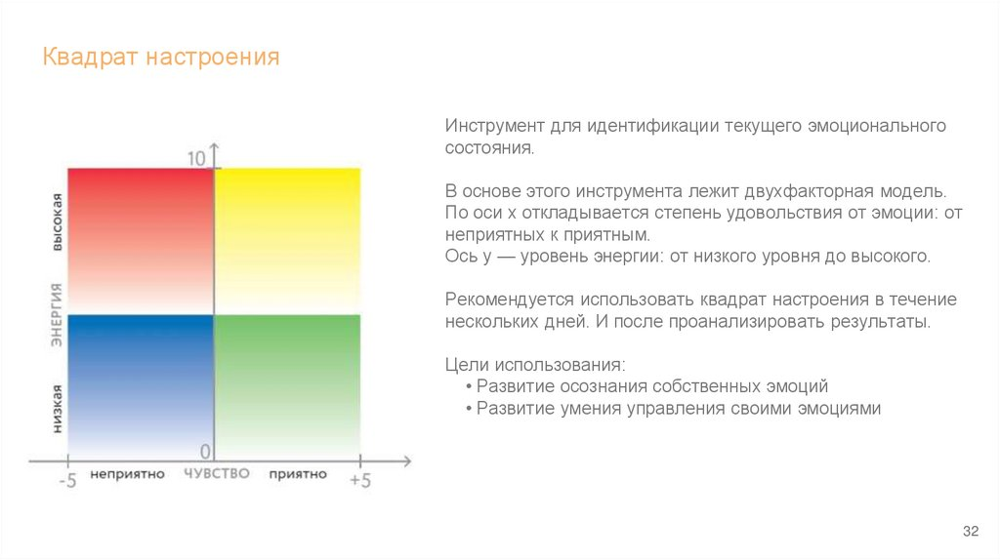 Квадрат настроения
Инструмент для идентификации текущего эмоционального
состояния.
В основе этого инструмента лежит двухфакторная модель.
По оси x откладывается степень удовольствия от эмоции: от
неприятных к приятным.
Ось y — уровень энергии: от низкого уровня до высокого.
Рекомендуется использовать квадрат настроения в течение
нескольких дней. И после проанализировать результаты.
Цели использования:
• Развитие осознания собственных эмоций
• Развитие умения управления своими эмоциями
10
высокая
ЭНЕРГИЯ
низкая
0
-5
неприятно
ЧУВСТВО
приятно
+5
32